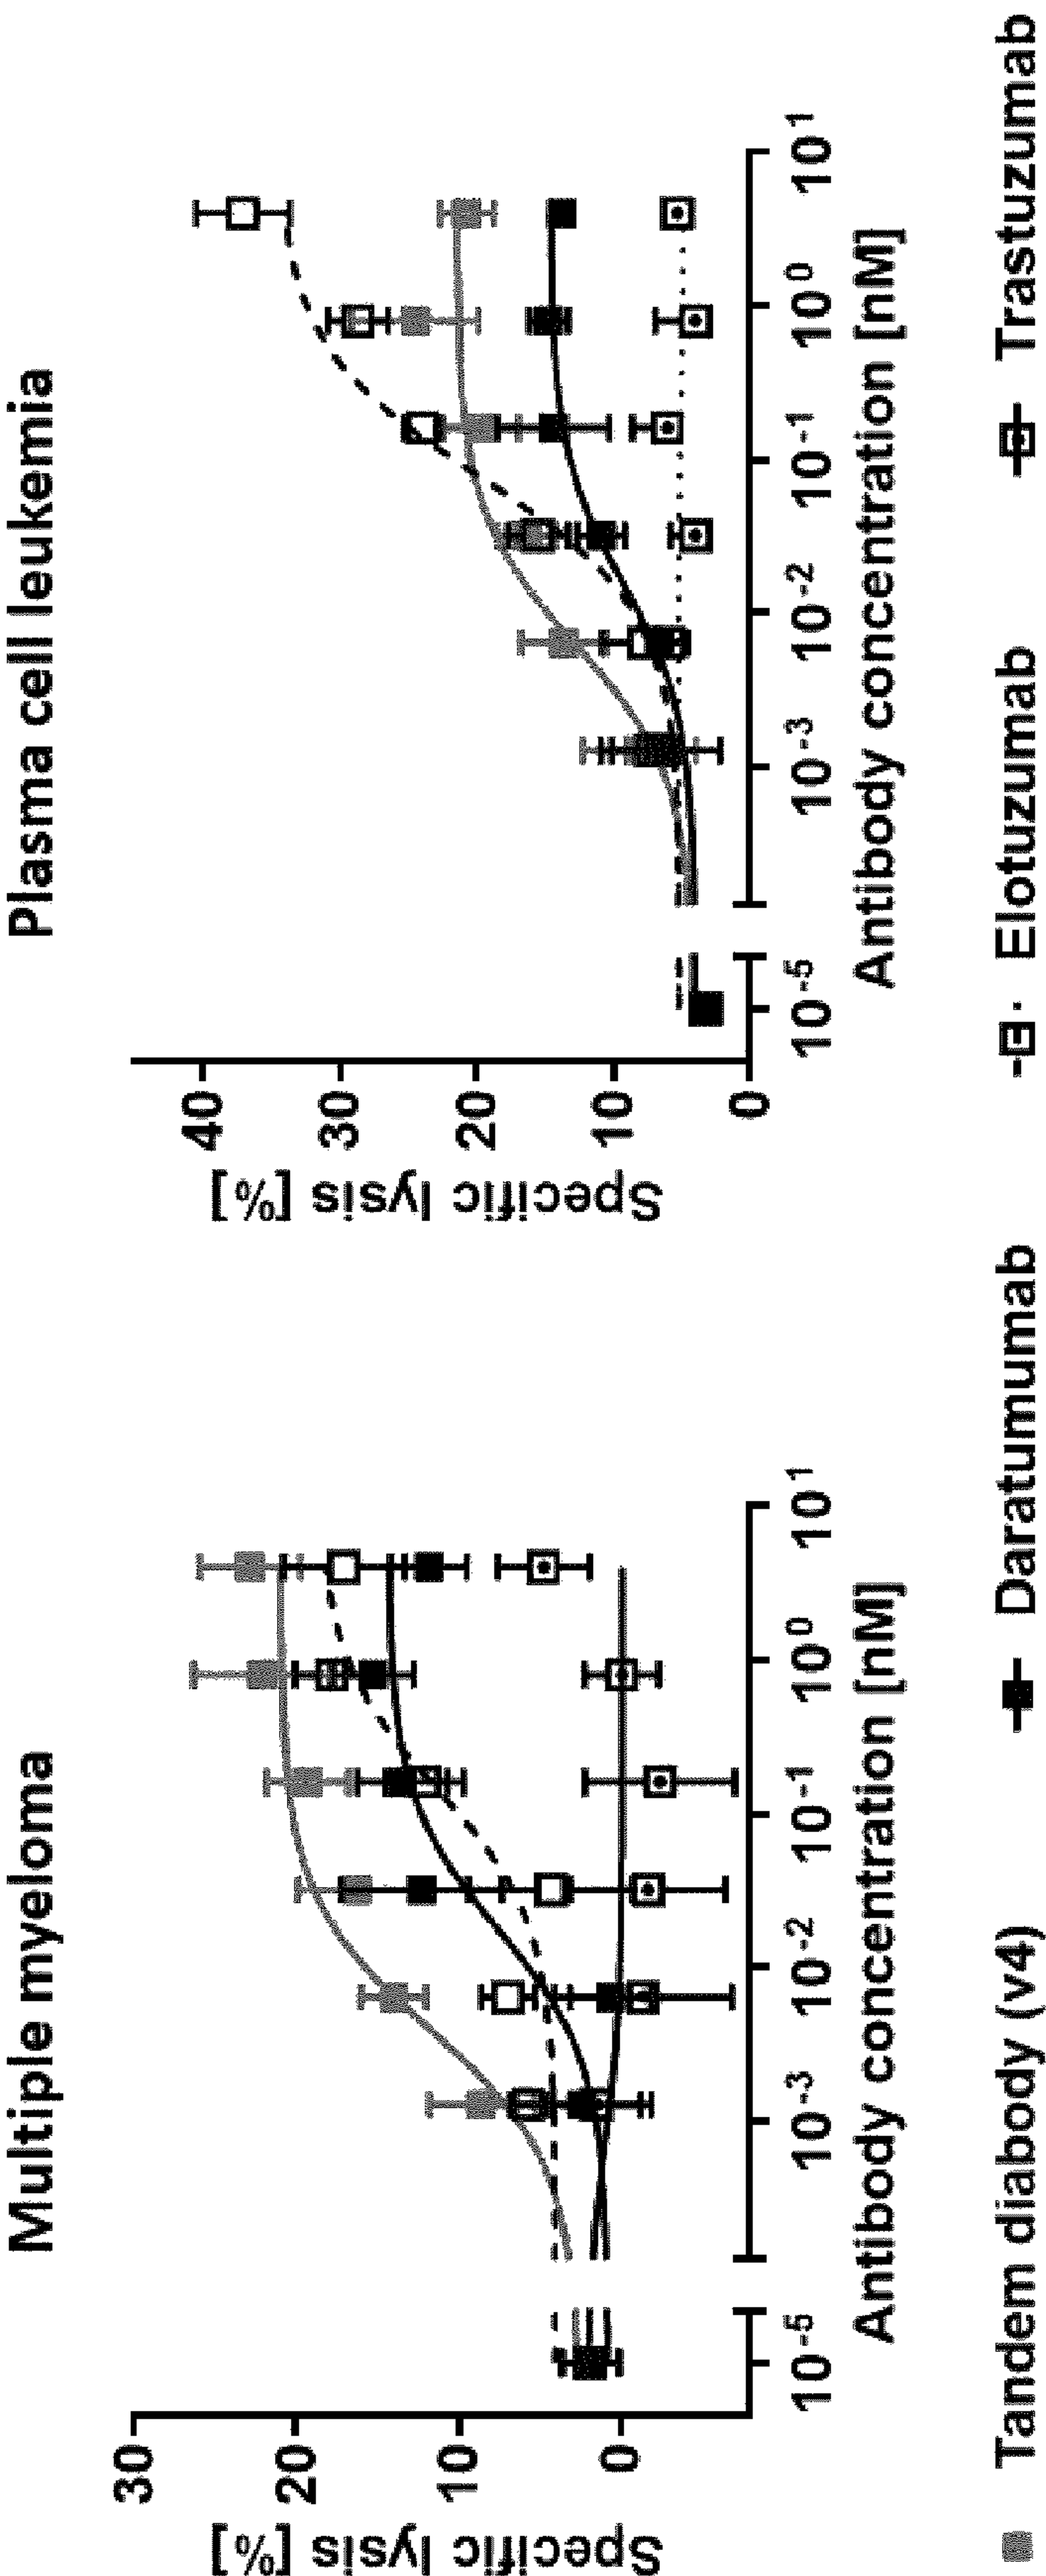 Multiple myeloma
Specific lysis [%]
30
20
10
0
10-5
10-3
10-2
10-1
100
101
Antibody concentration [nM]
Plasma cell leukemia
Specific lysis [%]
40
30
20
10
0
10-5
10-3
10-2
10-1
100
101
Antibody concentration [nM]
Tandem diabody (v4)
Daratumumab
Elotuzumab
Trastuzumab